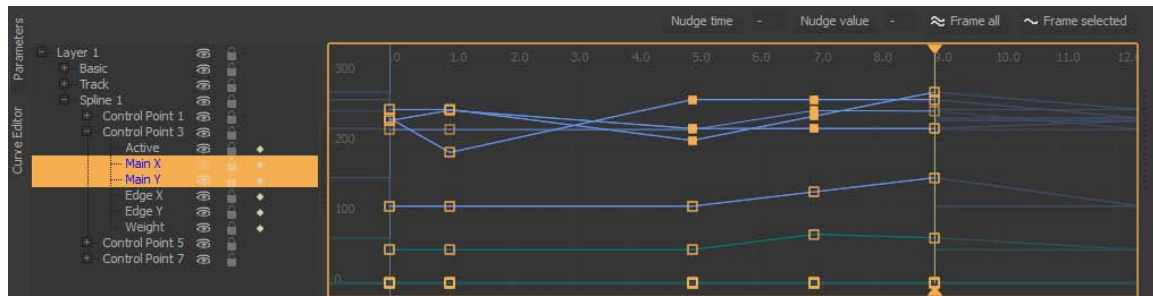 Nudge time - Nudge value - Frame all Frame selected
Parameters
Curve Editor
Layer 1
Basic
Track
Spline 1
Control Point 1
Control Point 3
Active
Main X
Main Y
Edge X
Edge Y
Weight
Control Point 5
Control Point 7
.0 1.0 2.0 3.0 4.0 5.0 6.0 7.0 8.0 9.0 10.0 11.0 12.
300
200
100
.0